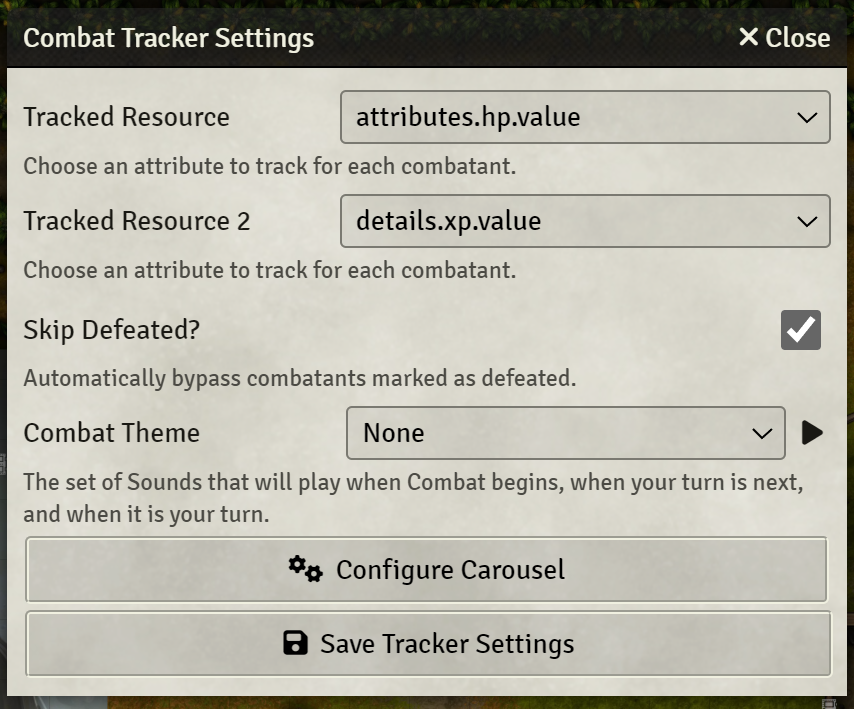 Combat Tracker Settings
Close
Tracked Resource
attributes.hp.value
Choose an attribute to track for each combatant.
Tracked Resource 2
details.xp.value
Choose an attribute to track for each combatant.
Skip Defeated?
Automatically bypass combatants marked as defeated.
Combat Theme
None
The set of Sounds that will play when Combat begins, when your turn is next,
and when it is your turn.
Configure Carousel
Save Tracker Settings